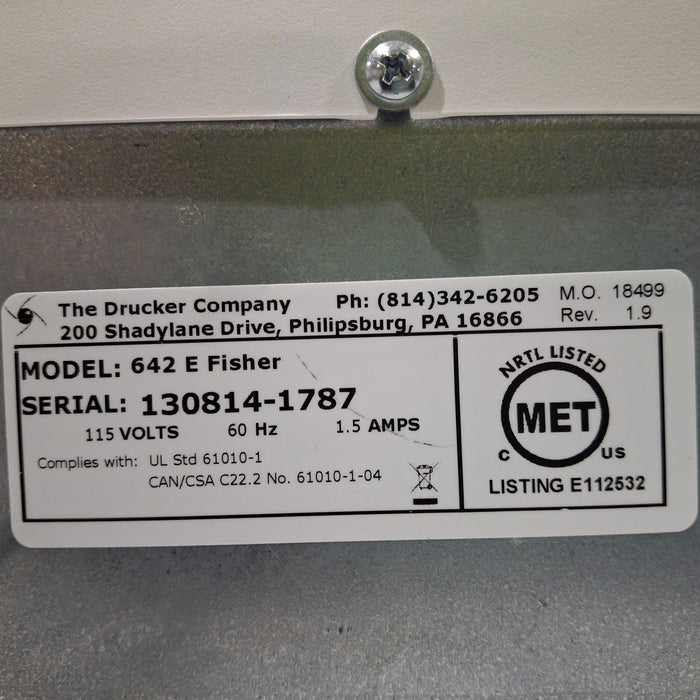 The Drucker Company Ph: (814)342-6205 M.O. 18499
200 Shadylane Drive, Philipsburg, PA 16866 Rev. 1.9
MODEL: 642 E Fisher
SERIAL: 130814-1787
115 VOLTS 60 Hz 1.5 AMPS
Complies with: UL Std 61010-1
CAN/CSA C22.2 No. 61010-1-04
NRTL LISTED
MET
C US
LISTING E112532